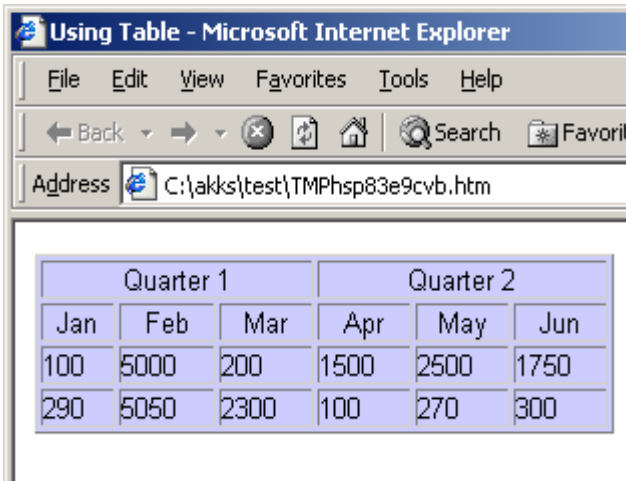 Using Table - Microsoft Internet Explorer
File Edit View Favorites Tools Help
Back Search Favorit
Address C:\akks\test\TMPhsp83e9cvb.htm
Quarter 1 Quarter 2
Jan Feb Mar Apr May Jun
100 5000 200 1500 2500 1750
290 5050 2300 100 270 300